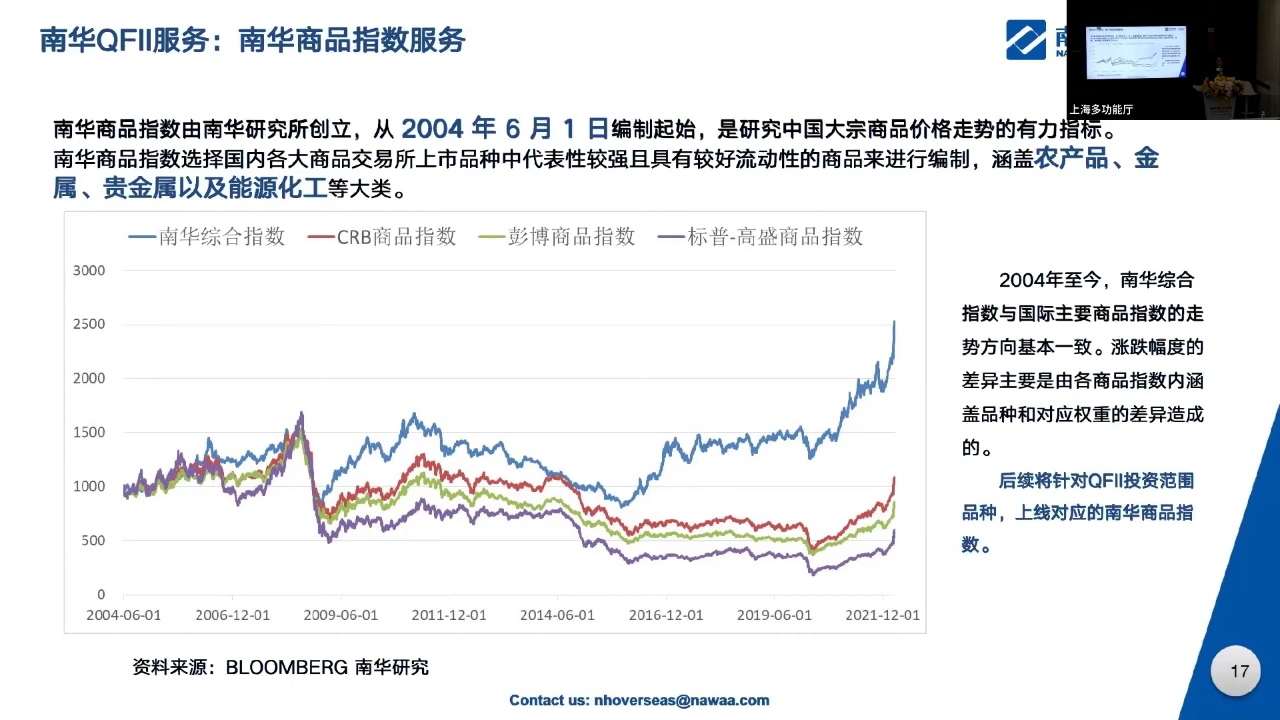 南华QFII服务：南华商品指数服务
上海多功能厅
南华商品指数由南华研究所创立，从 2004 年 6 月 1 日编制起始，是研究中国大宗商品价格走势的有力指标。
南华商品指数选择国内各大商品交易所上市品种中代表性较强且具有较好流动性的商品来进行编制，涵盖农产品、金
属、贵金属以及能源化工等大类。
南华综合指数 CRB商品指数 彭博商品指数 标普-高盛商品指数
3000
2500
2000
1500
1000
500
0
2004-06-01 2006-12-01 2009-06-01 2011-12-01 2014-06-01 2016-12-01 2019-06-01 2021-12-01
2004年至今，南华综合
指数与国际主要商品指数的走
势方向基本一致。涨跌幅度的
差异主要是由各商品指数内涵
盖品种和对应权重的差异造成
的。
后续将针对QFII投资范围
品种，上线对应的南华商品指
数。
资料来源：BLOOMBERG 南华研究
Contact us: nhoverseas@nawaa.com
17